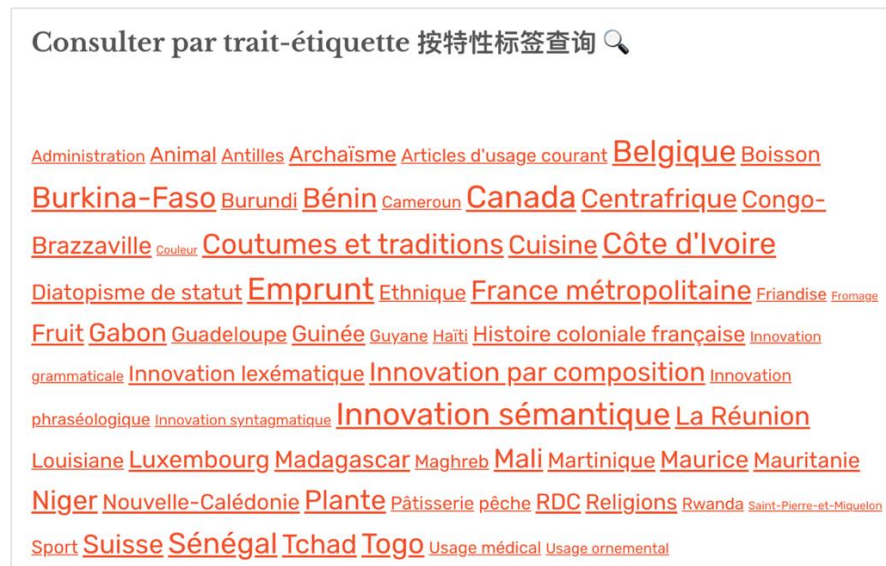 Consulter par trait-étiquette 按特性标签查询 🔍
Administration Animal Antilles Archaïsme Articles d'usage courant Belgique Boisson
Burkina-Faso Burundi Bénin Cameroun Canada Centrafrique Congo-
Brazzaville Couleur Coutumes et traditions Cuisine Côte d'Ivoire
Diatopisme de statut Emprunt Ethnique France métropolitaine Friandise Fromage
Fruit Gabon Guadeloupe Guinée Guyane Haïti Histoire coloniale française Innovation
grammaticale Innovation lexématique Innovation par composition Innovation
phraséologique Innovation syntagmatique Innovation sémantique La Réunion
Louisiane Luxembourg Madagascar Maghreb Mali Martinique Maurice Mauritanie
Niger Nouvelle-Calédonie Plante Pâtisserie pêche RDC Religions Rwanda Saint-Pierre-et-Miquelon
Sport Suisse Sénégal Tchad Togo Usage médical Usage ornemental